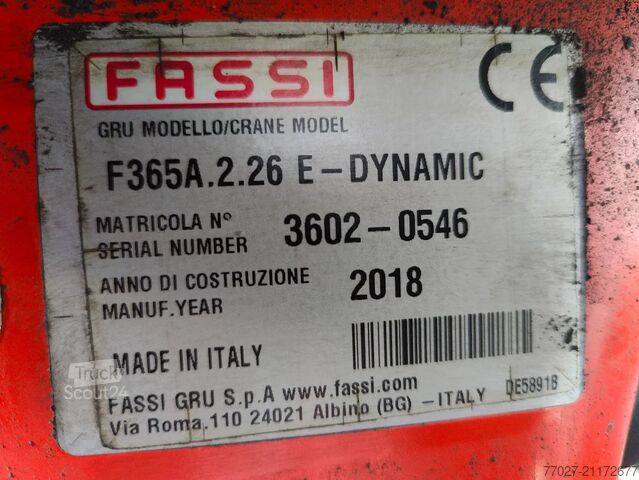 FASSI
CE
GRU MODELLO/CRANE MODEL
F365A.2.26 E-DYNAMIC
MATRICOLA N°
SERIAL NUMBER
3602-0546
ANNO DI COSTRUZIONE
MANUF.YEAR
2018
MADE IN ITALY
FASSI GRU S.p.A www.fassi.com
DE5891B
Via Roma.110 24021 Albino (BG) -ITALY
Truck
Scout24
77027-21172677